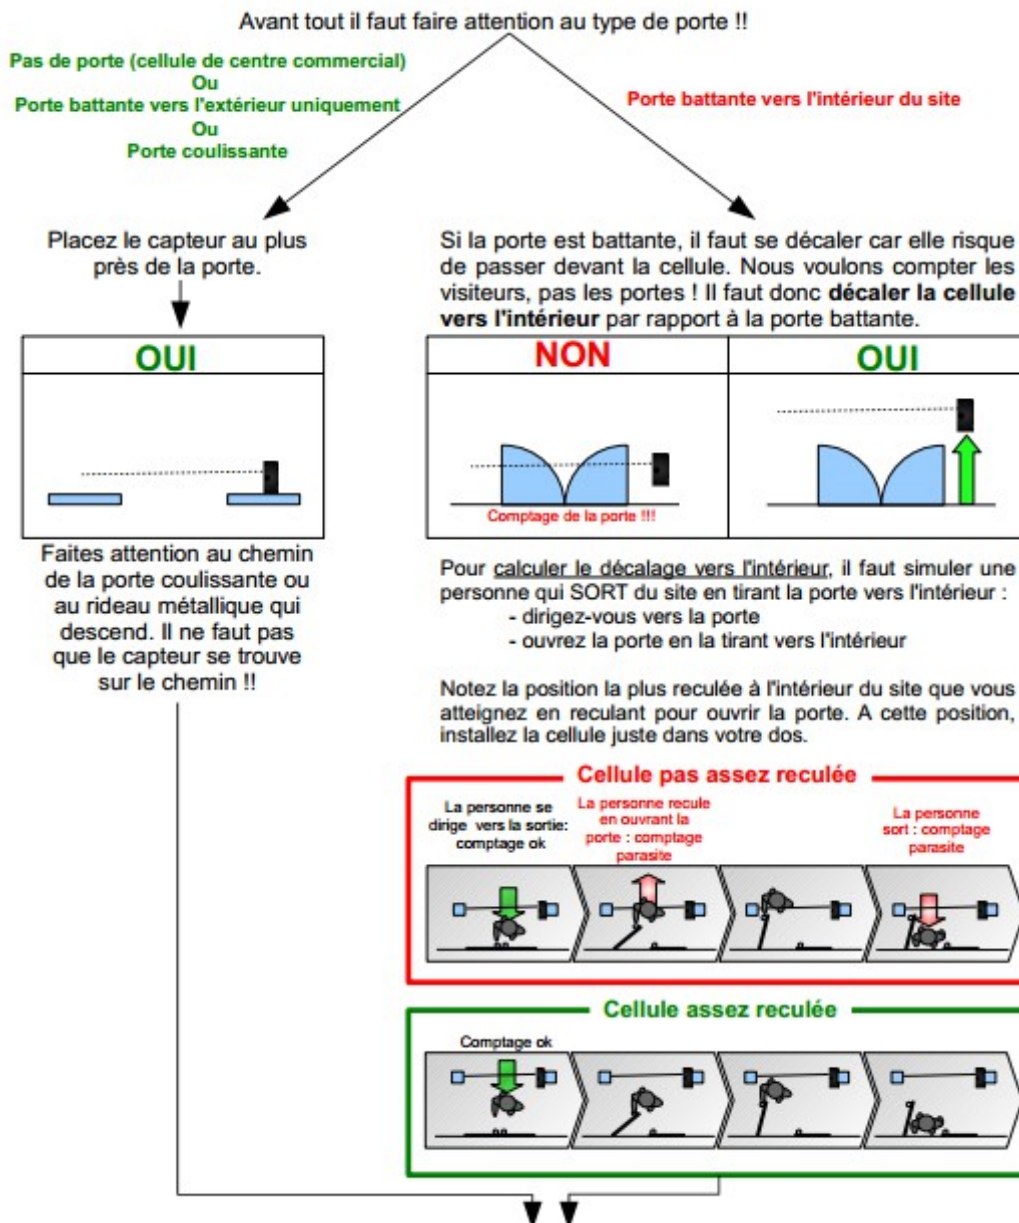 Avant tout il faut faire attention au type de porte !!
Pas de porte (cellule de centre commercial)
Ou
Porte battante vers l'extérieur uniquement
Ou
Porte coulissante
Porte battante vers l'intérieur du site
Placez le capteur au plus
près de la porte.
Si la porte est battante, il faut se décaler car elle risque
de passer devant la cellule. Nous voulons compter les
visiteurs, pas les portes ! Il faut donc décaler la cellule
vers l'intérieur par rapport à la porte battante.
OUI
NON
OUI
Comptage de la porte !!!
Faites attention au chemin
de la porte coulissante ou
au rideau métallique qui
descend. Il ne faut pas
que le capteur se trouve
sur le chemin !!
Pour calculer le décalage vers l'intérieur, il faut simuler une
personne qui SORT du site en tirant la porte vers l'intérieur :
- dirigez-vous vers la porte
- ouvrez la porte en la tirant vers l'intérieur
Notez la position la plus reculée à l'intérieur du site que vous
atteignez en reculant pour ouvrir la porte. A cette position,
installez la cellule juste dans votre dos.
Cellule pas assez reculée
La personne se
dirige vers la sortie:
comptage ok
La personne recule
en ouvrant la
porte : comptage
parasite
La personne
sort : comptage
parasite
Cellule assez reculée
Comptage ok